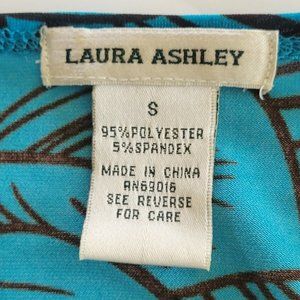 LAURA ASHLEY
S
95%POLYESTER
5%SPANDEX
MADE IN CHINA
RN69016
SEE REVERSE
FOR CARE